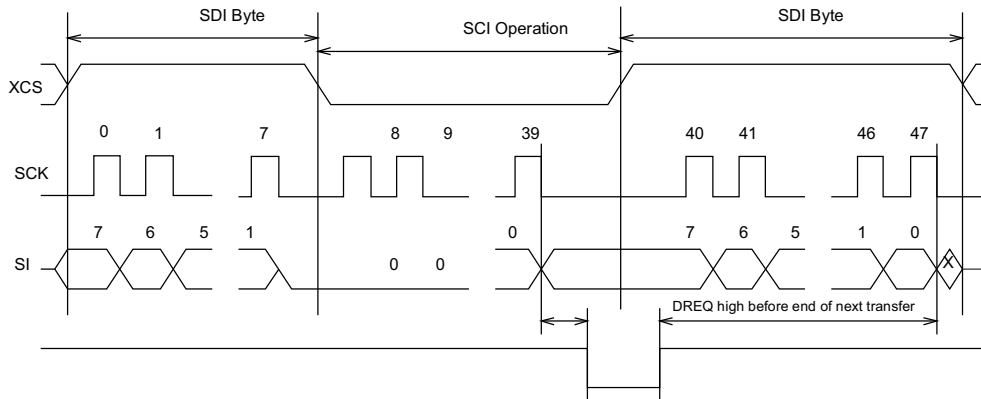 SDI Byte SCI Operation SDI Byte
XCS
0 1 7 8 9 39 40 41 46 47
SCK
7 6 5 1 0 7 6 5 1 0
SI 0 0 X
DREQ high before end of next transfer